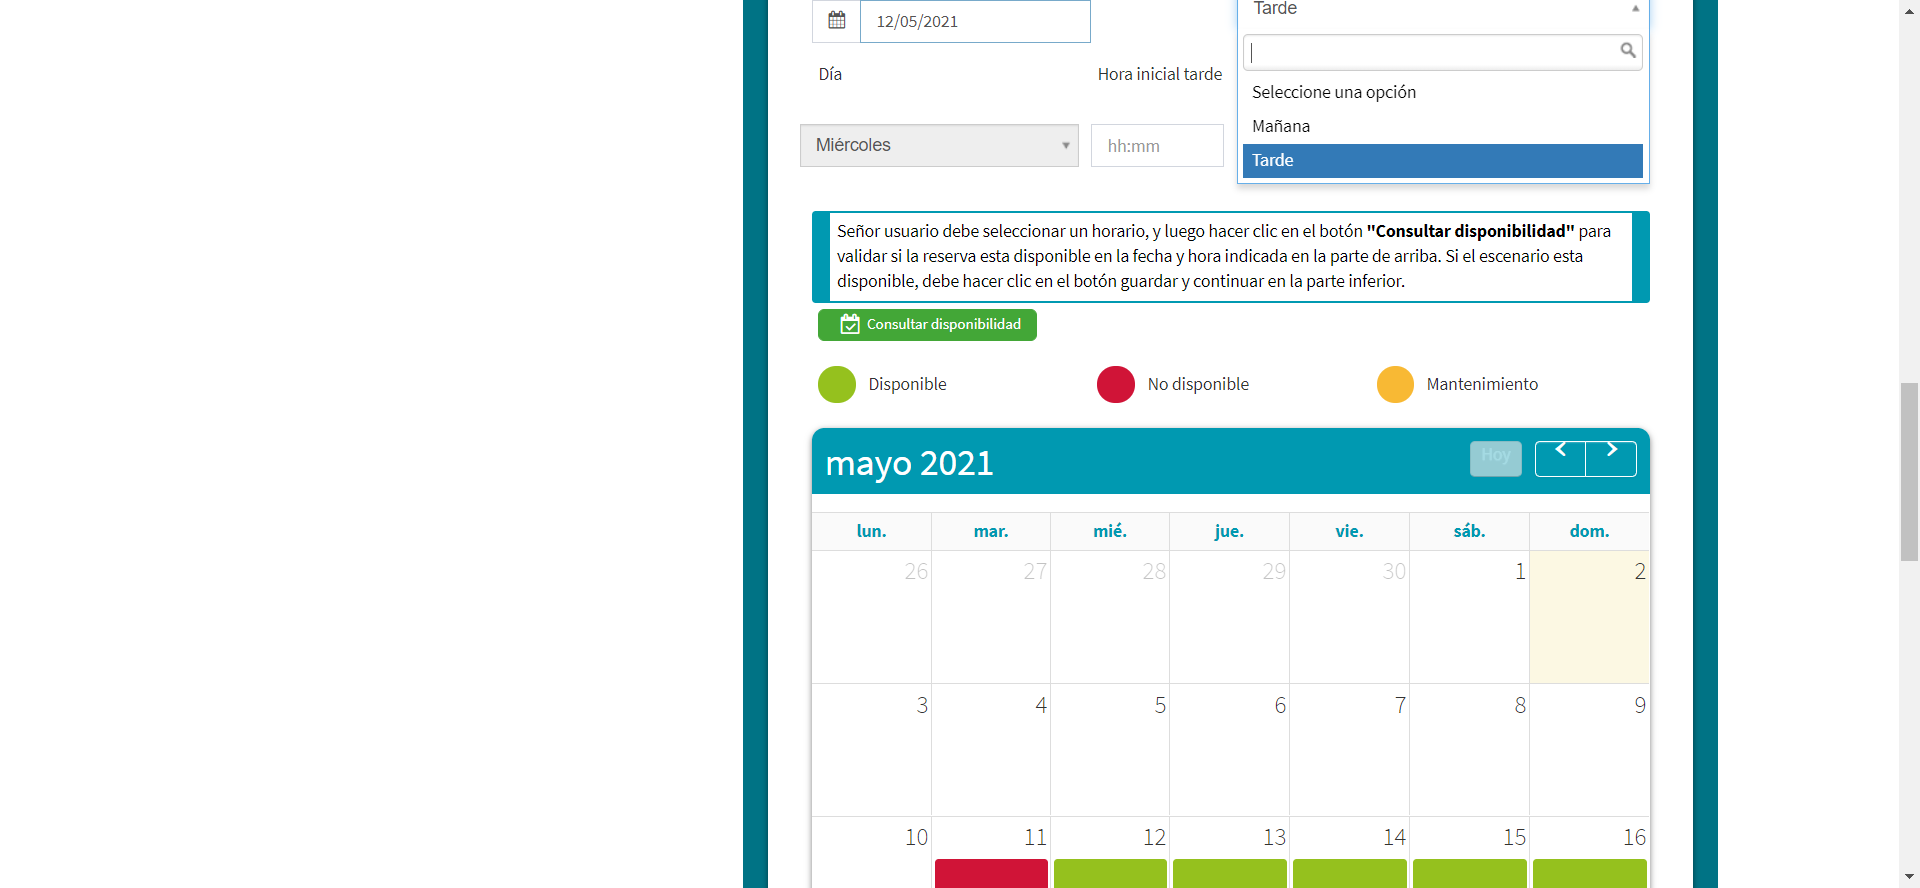 12/05/2021
Tarde
Día
Hora inicial tarde
Seleccione una opción
Mañana
Miércoles
hh:mm
Tarde
Señor usuario debe seleccionar un horario, y luego hacer clic en el botón "Consultar disponibilidad" para
validar si la reserva esta disponible en la fecha y hora indicada en la parte de arriba. Si el escenario esta
disponible, debe hacer clic en el botón guardar y continuar en la parte inferior.
Consultar disponibilidad
Disponible
No disponible
Mantenimiento
mayo 2021
Hoy
lun. mar. mié. jue. vie. sáb. dom.
26 27 28 29 30 1 2
3 4 5 6 7 8 9
10 11 12 13 14 15 16